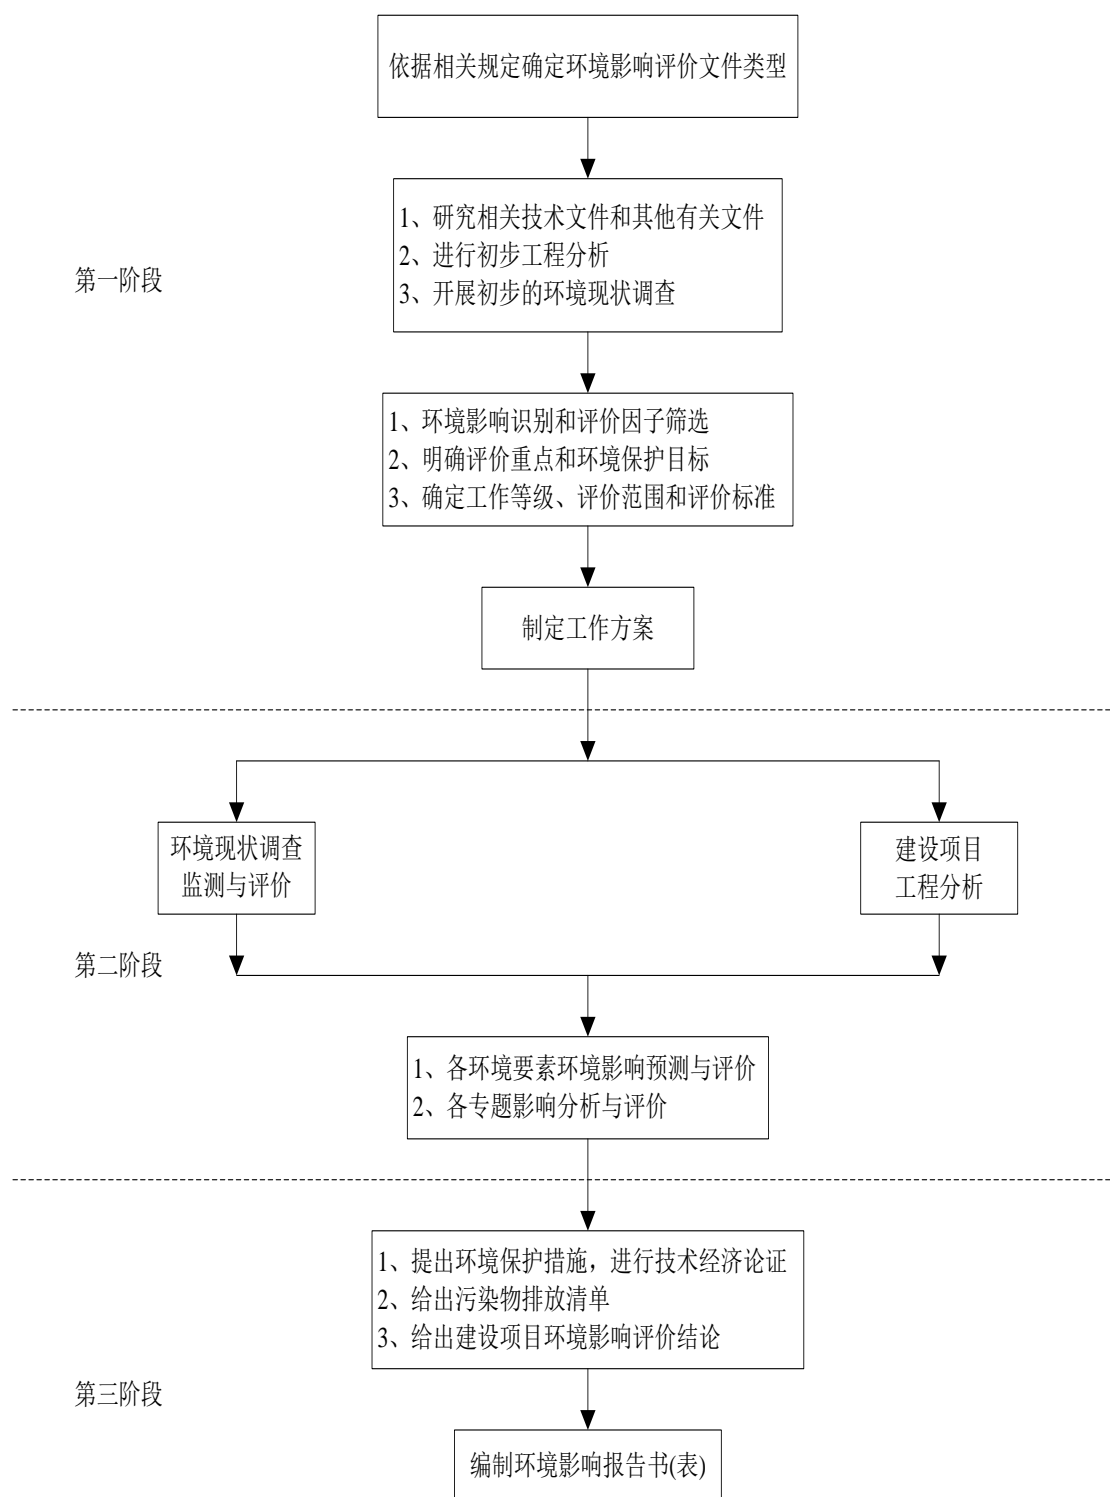 依据相关规定确定环境影响评价文件类型
1、研究相关技术文件和其他有关文件
2、进行初步工程分析
3、开展初步的环境现状调查
第一阶段
1、环境影响识别和评价因子筛选
2、明确评价重点和环境保护目标
3、确定工作等级、评价范围和评价标准
制定工作方案
环境现状调查
监测与评价
建设项目
工程分析
第二阶段
1、各环境要素环境影响预测与评价
2、各专题影响分析与评价
1、提出环境保护措施，进行技术经济论证
2、给出污染物排放清单
3、给出建设项目环境影响评价结论
第三阶段
编制环境影响报告书(表)